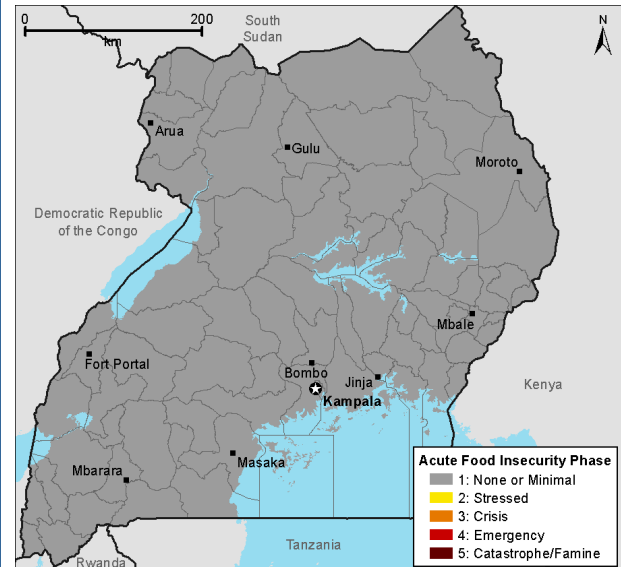 0
200
km
South
Sudan
N
Arua
Gulu
Moroto
Democratic Republic
of the Congo
Mbale
Fort Portal
Bombo
Jinja
Kampala
Kenya
Masaka
Mbarara
Acute Food Insecurity Phase
1: None or Minimal
2: Stressed
3: Crisis
4: Emergency
5: Catastrophe/Famine
Tanzania
Rwanda